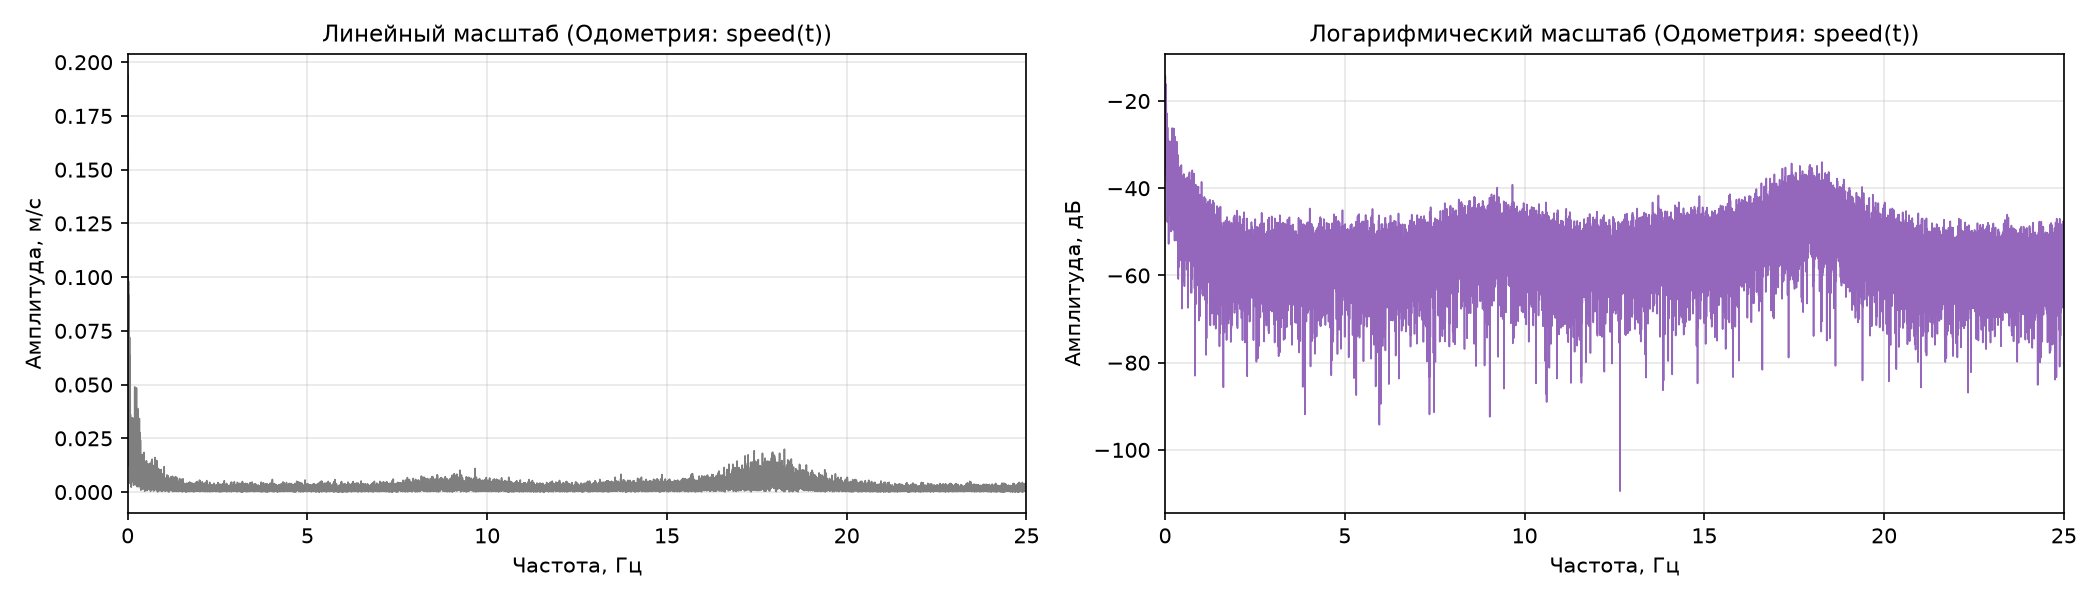 Линейный масштаб (Одометрия: speed(t))
0.200
0.175
0.150
0.125
0.100
0.075
0.050
0.025
0.000
Амплитуда, м/с
0 5 10 15 20 25
Частота, Гц
Логарифмический масштаб (Одометрия: speed(t))
−20
−40
−60
−80
−100
Амплитуда, дБ
0 5 10 15 20 25
Частота, Гц